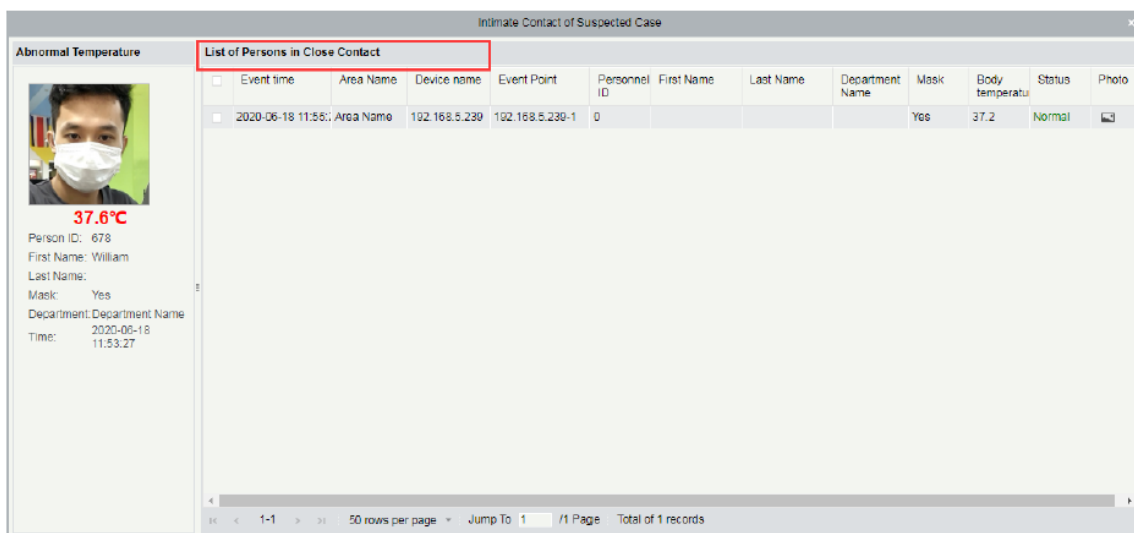 Intimate Contact of Suspected Case
Abnormal Temperature
37.6℃
Person ID: 678
First Name: William
Last Name:
Mask: Yes
Department: Department Name
Time: 2020-06-18
11:53:27
List of Persons in Close Contact
Event time Area Name Device name Event Point Personnel ID First Name Last Name Department Name Mask Body temperatu Status Photo
2020-06-18 11:56: Area Name 192.168.5.239 192.168.5.239-1 0 Yes 37.2 Normal
1-1 50 rows per page Jump To 1 /1 Page Total of 1 records